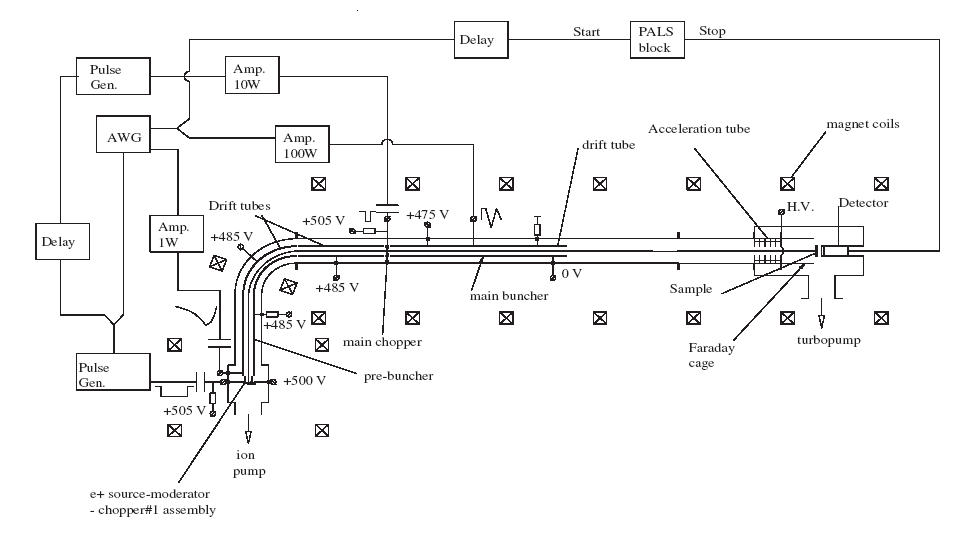 Delay
Start
PALS
block
Stop
Pulse
Gen.
Amp.
10W
AWG
Amp.
100W
Acceleration tube
magnet coils
drift tube
Drift tubes
+505 V
+475 V
H.V.
Detector
Delay
Amp.
1W
+485 V
0 V
+485 V
main buncher
Sample
+485 V
main chopper
Faraday
cage
turbopump
Pulse
Gen.
+500 V
pre-buncher
+505 V
ion
pump
e+ source-moderator
- chopper#1 assembly